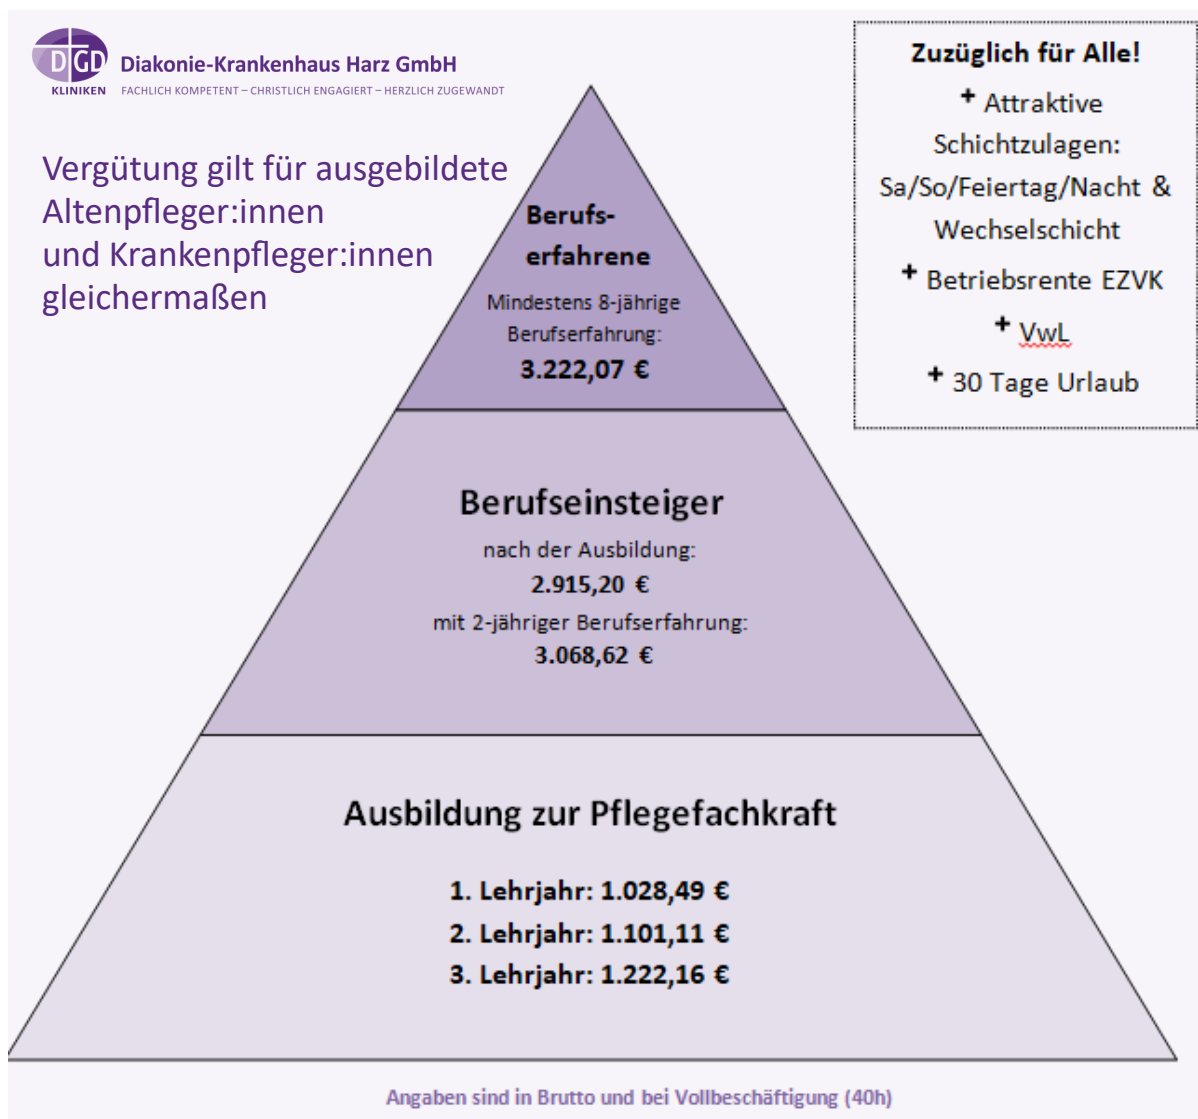 DGD
KLINIKEN
Diakonie-Krankenhaus Harz GmbH
FACHLICH KOMPETENT – CHRISTLICH ENGAGIERT – HERZLICH ZUGEWANDT
Vergütung gilt für ausgebildete
Altenpfleger:innen
und Krankenpfleger:innen
gleichermaßen
Zuzüglich für Alle!
+ Attraktive
Schichtzulagen:
Sa/So/Feiertag/Nacht &
Wechselschicht
+ Betriebsrente EZVK
+ VwL
+ 30 Tage Urlaub
Berufs-
erfahrene
Mindestens 8-jährige
Berufserfahrung:
3.222,07 €
Berufseinsteiger
nach der Ausbildung:
2.915,20 €
mit 2-jähriger Berufserfahrung:
3.068,62 €
Ausbildung zur Pflegefachkraft
1. Lehrjahr: 1.028,49 €
2. Lehrjahr: 1.101,11 €
3. Lehrjahr: 1.222,16 €
Angaben sind in Brutto und bei Vollbeschäftigung (40h)